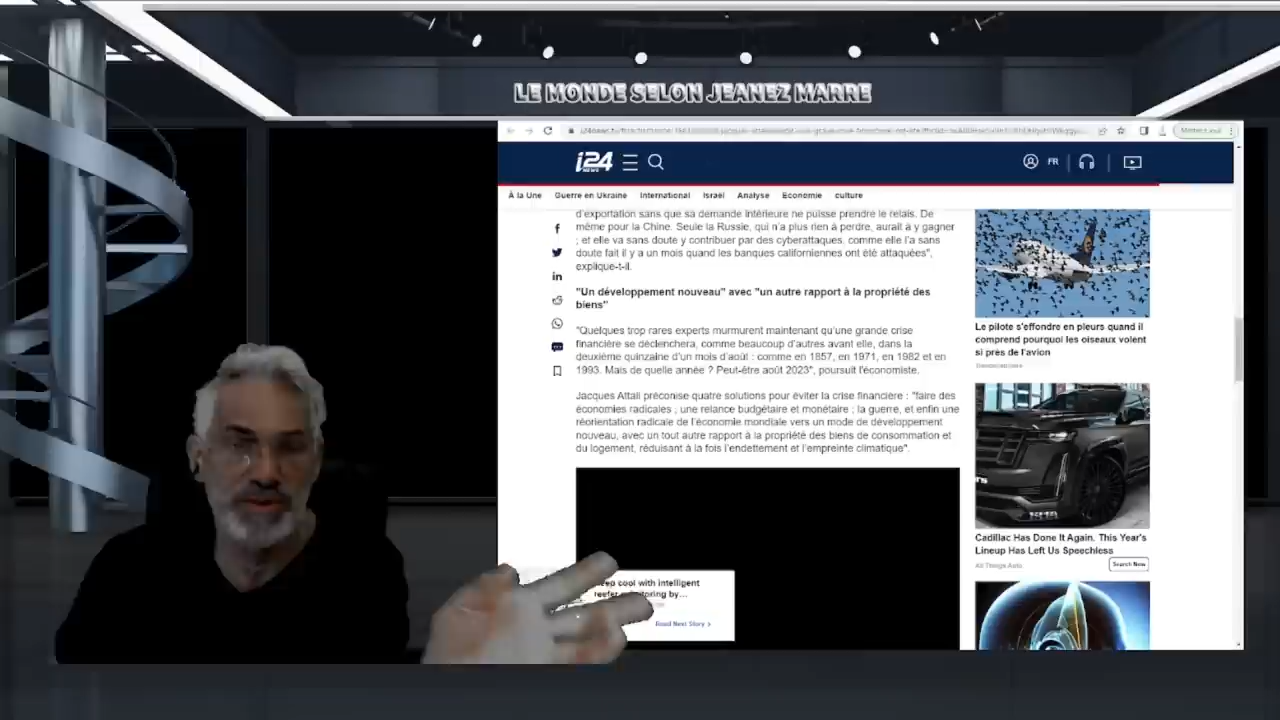 LE MONDE SELON JEANEZ MARRE
i24
NEWS
FR
À la Une Guerre en Ukraine International Israël Analyse Economie culture
d'exportation sans que sa demande intérieure ne puisse prendre le relais. De
même pour la Chine. Seule la Russie, qui n'a plus rien à perdre, aurait à y gagner
; et elle va sans doute y contribuer par des cyberattaques, comme elle l'a sans
doute fait il y a un mois quand les banques californiennes ont été attaquées",
explique-t-il.
"Un développement nouveau" avec "un autre rapport à la propriété des
biens"
"Quelques trop rares experts murmurent maintenant qu'une grande crise
financière se déclenchera, comme beaucoup d'autres avant elle, dans la
deuxième quinzaine d'un mois d'août : comme en 1857, en 1971, en 1982 et en
1993. Mais de quelle année ? Peut-être août 2023", poursuit l'économiste.
Jacques Attali préconise quatre solutions pour éviter la crise financière : "faire des
économies radicales ; une relance budgétaire et monétaire ; la guerre, et enfin une
réorientation radicale de l'économie mondiale vers un mode de développement
nouveau, avec un tout autre rapport à la propriété des biens de consommation et
du logement, réduisant à la fois l'endettement et l'empreinte climatique".
cool with intelligent
reefer monitoring by...
Read Next Story >
Le pilote s'effondre en pleurs quand il
comprend pourquoi les oiseaux volent
si près de l'avion
Cadillac Has Done It Again. This Year's
Lineup Has Left Us Speechless
All Things Auto
Search Now